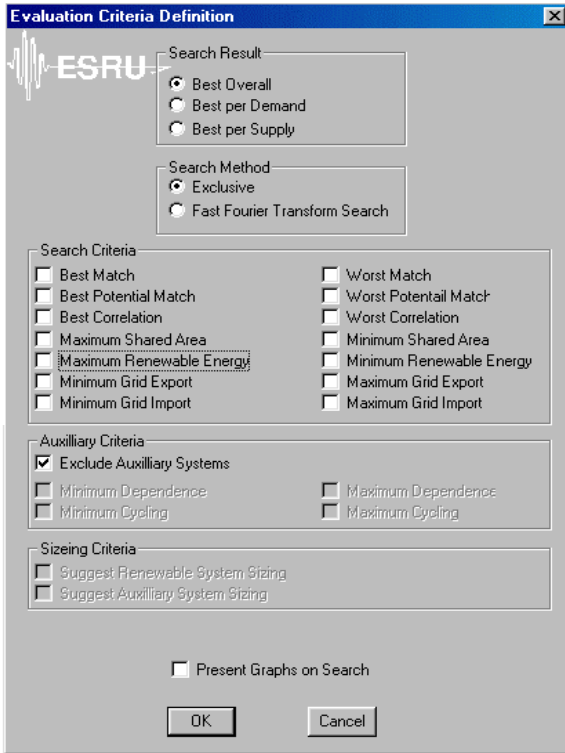 Evaluation Criteria Definition
ESRU
Search Result
Best Overall
Best per Demand
Best per Supply
Search Method
Exclusive
Fast Fourier Transform Search
Search Criteria
Best Match
Worst Match
Best Potential Match
Worst Potentail Match
Best Correlation
Worst Correlation
Maximum Shared Area
Minimum Shared Area
Maximum Renewable Energy
Minimum Renewable Energy
Minimum Grid Export
Maximum Grid Export
Minimum Grid Import
Maximum Grid Import
Auxilliary Criteria
Exclude Auxilliary Systems
Minimum Dependence
Maximum Dependence
Minimum Cycling
Maximum Cycling
Sizeing Criteria
Suggest Renewable System Sizing
Suggest Auxilliary System Sizing
Present Graphs on Search
OK
Cancel